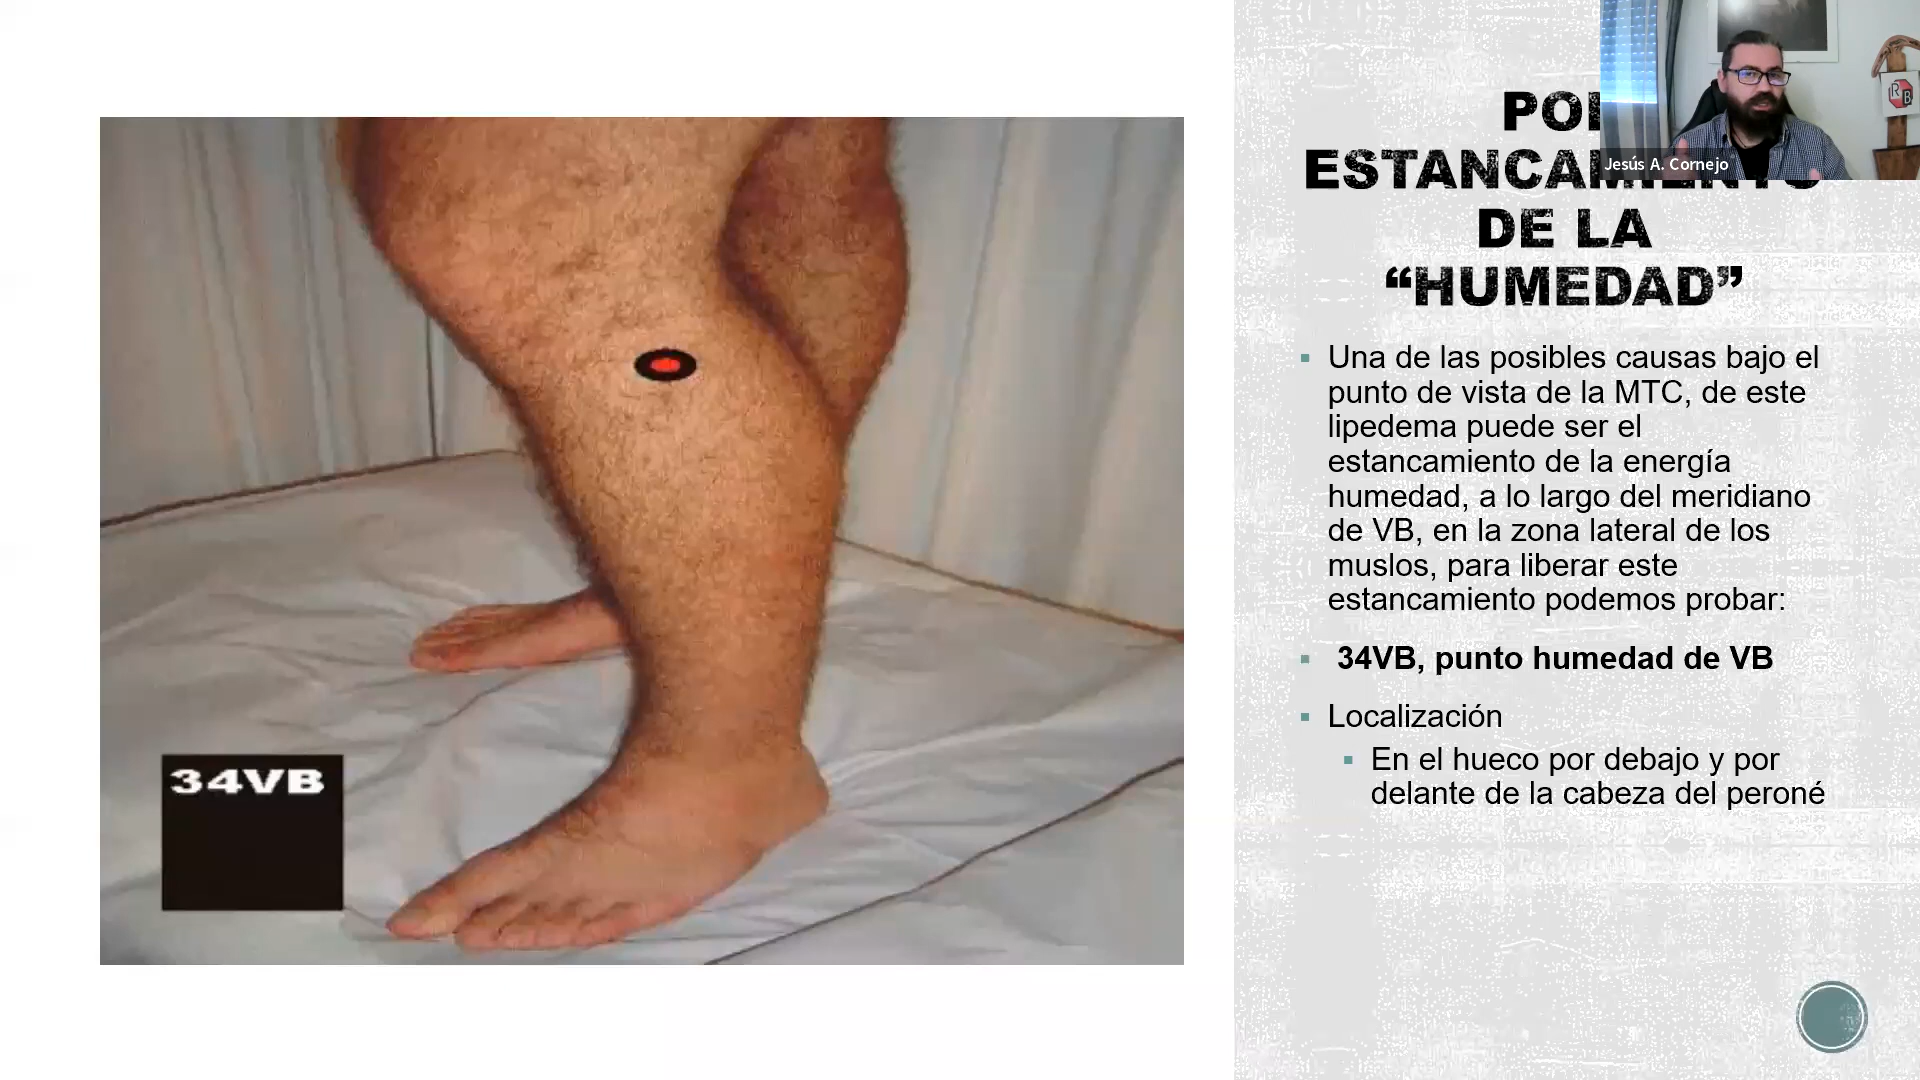 ESTANCAMIENTO
DE LA
“HUMEDAD”
Jesús A. Cornejo
R
B
Una de las posibles causas bajo el
punto de vista de la MTC, de este
lipedema puede ser el
estancamiento de la energía
humedad, a lo largo del meridiano
de VB, en la zona lateral de los
muslos, para liberar este
estancamiento podemos probar:
34VB, punto humedad de VB
Localización
En el hueco por debajo y por
delante de la cabeza del peroné
34VB